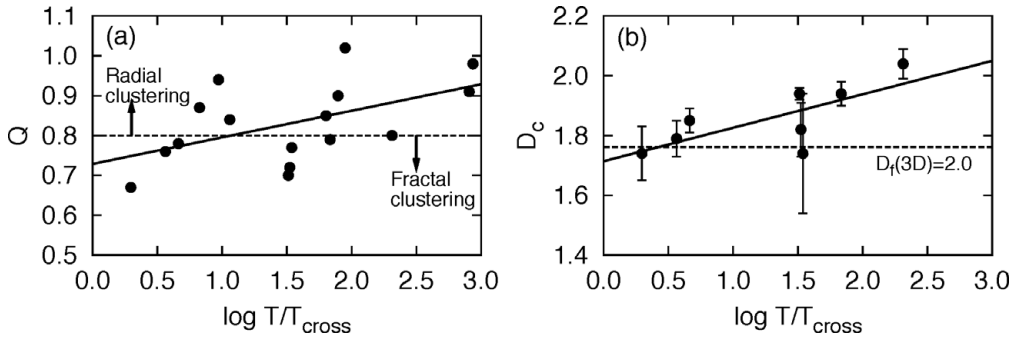 (a)
1.1
1.0
0.9
0.8
0.7
0.6
0.5
Q
Radial
clustering
Fractal
clustering
0.0 0.5 1.0 1.5 2.0 2.5 3.0
log T/Tcross
(b)
2.2
2.0
1.8
1.6
1.4
Dc
Df(3D)=2.0
0.0 0.5 1.0 1.5 2.0 2.5 3.0
log T/Tcross